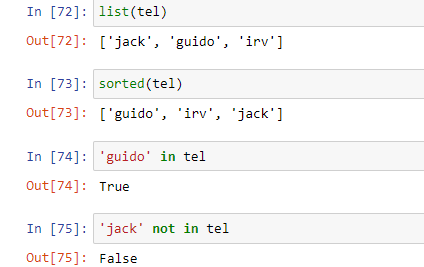 In [72]: list(tel)
Out[72]: ['jack', 'guido', 'irv']
In [73]: sorted(tel)
Out[73]: ['guido', 'irv', 'jack']
In [74]: 'guido' in tel
Out[74]: True
In [75]: 'jack' not in tel
Out[75]: False